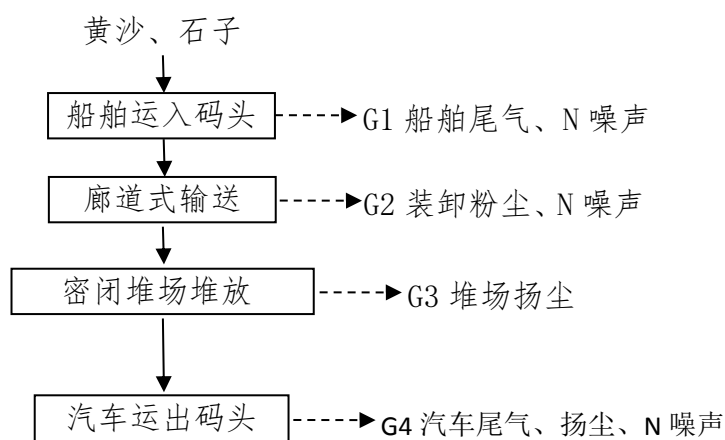 黄沙、石子
船舶运入码头
G1 船舶尾气、N 噪声
廊道式输送
G2 装卸粉尘、N 噪声
密闭堆场堆放
G3 堆场扬尘
汽车运出码头
G4 汽车尾气、扬尘、N 噪声